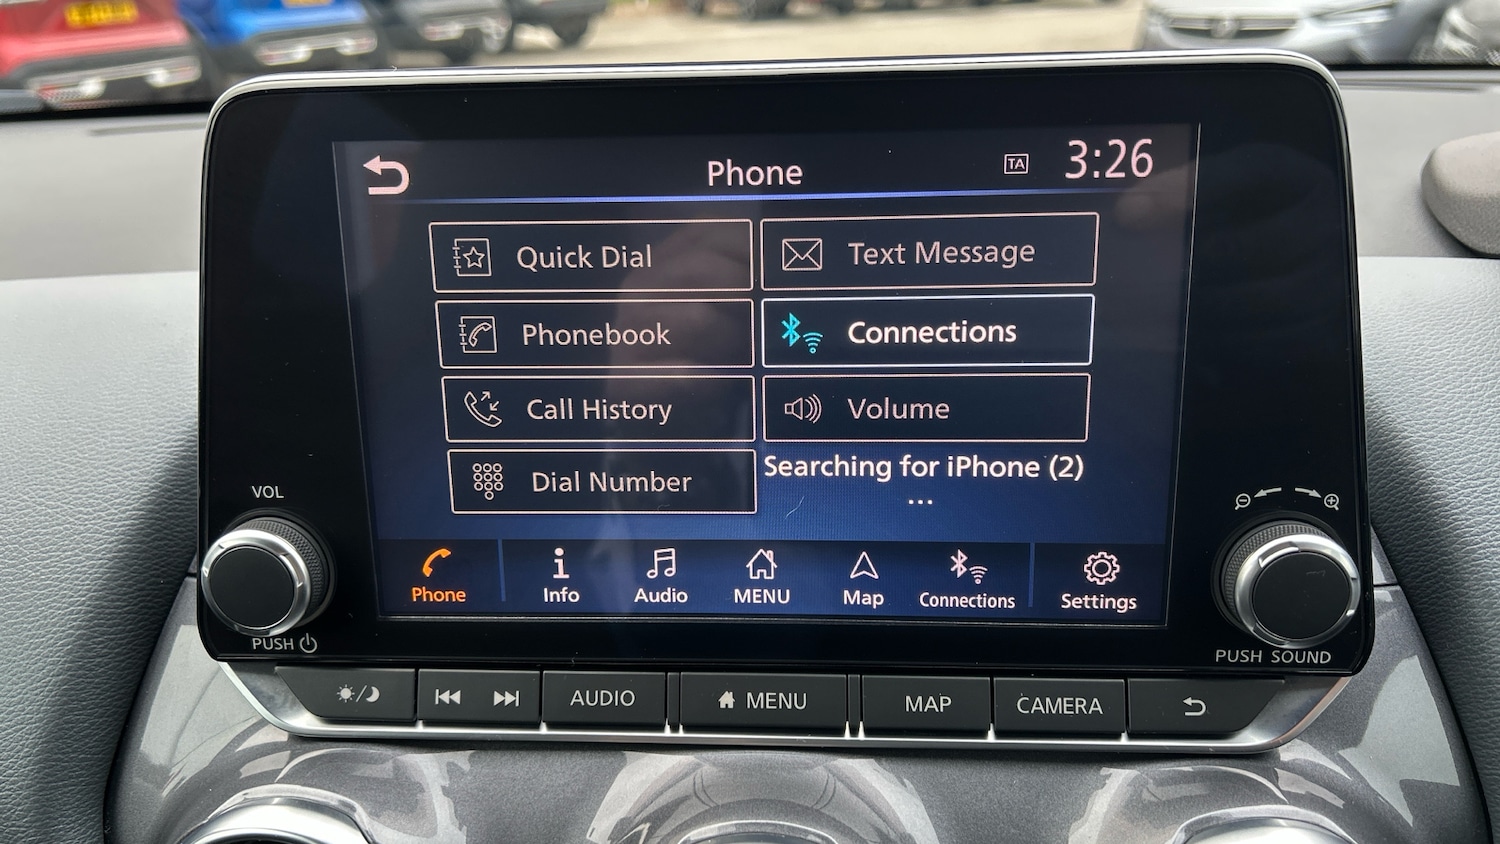 Phone
TA
3:26
Quick Dial
Text Message
Phonebook
Connections
Call History
Volume
Dial Number
Searching for iPhone (2)
...
Phone
Info
Audio
MENU
Map
Connections
Settings
VOL
PUSH
PUSH SOUND
AUDIO
MENU
MAP
CAMERA